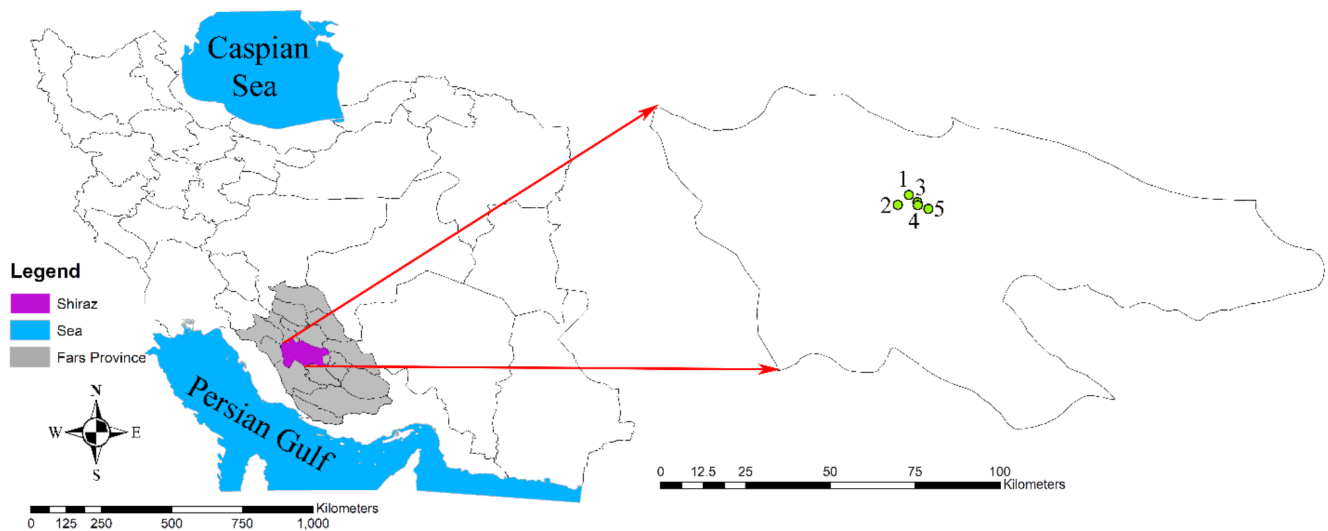 Caspian
Sea
1
3
2
4
5
Legend
Shiraz
Sea
Fars Province
Persian Gulf
N
W
E
S
0 12.5 25 50 75 100
Kilometers
Kilometers
0 125 250 500 750 1,000